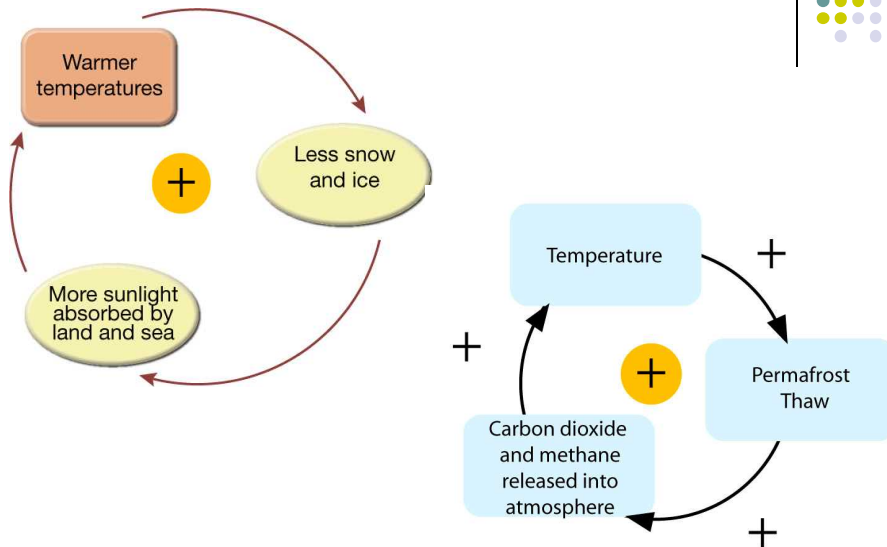 Warmer
temperatures
Less snow
and ice
+
More sunlight
absorbed by
land and sea
Temperature
+
+
+
Permafrost
Thaw
Carbon dioxide
and methane
released into
atmosphere
+